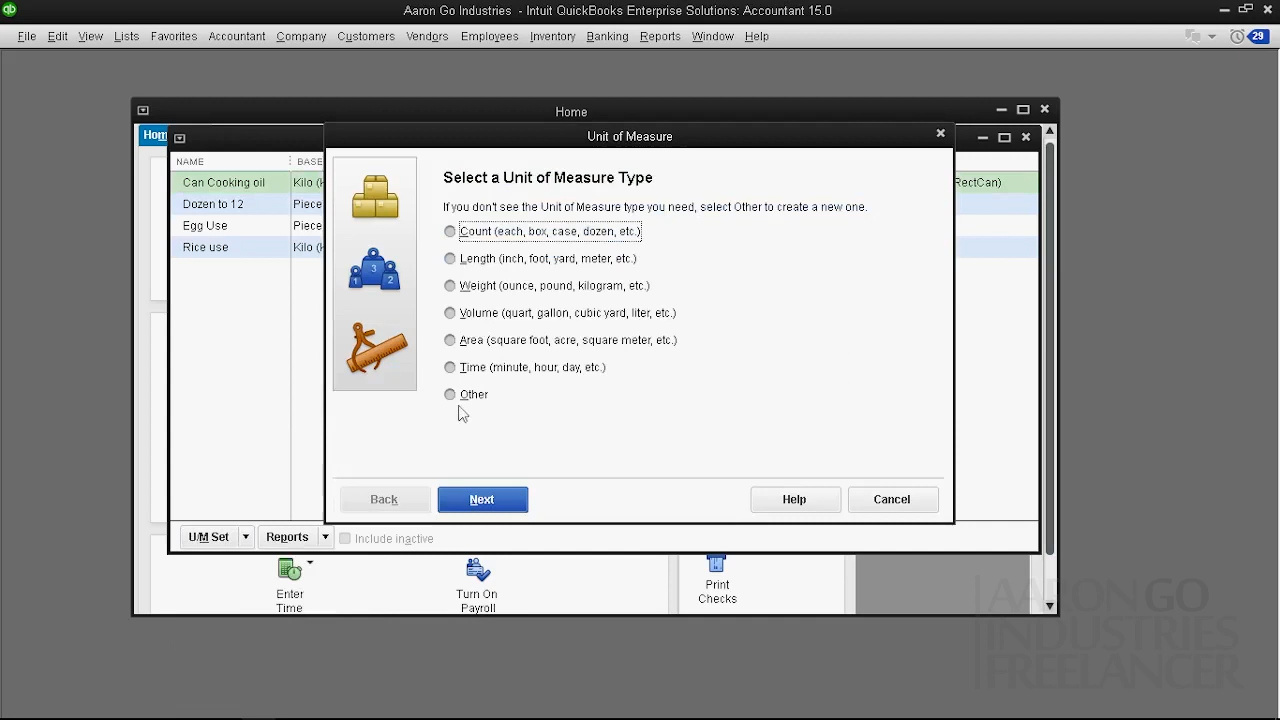 qb
Aaron Go Industries - Intuit QuickBooks Enterprise Solutions: Accountant 15.0
File Edit View Lists Favorites Accountant Company Customers Vendors Employees Inventory Banking Reports Window Help 29
Home
Hom
Unit of Measure
NAME BASE
Can Cooking oil Kilo (K RectCan)
Dozen to 12 Piece
Egg Use Piece
Rice use Kilo (K
1 3 2
Select a Unit of Measure Type
If you don't see the Unit of Measure type you need, select Other to create a new one.
Count (each, box, case, dozen, etc.)
Length (inch, foot, yard, meter, etc.)
Weight (ounce, pound, kilogram, etc.)
Volume (quart, gallon, cubic yard, liter, etc.)
Area (square foot, acre, square meter, etc.)
Time (minute, hour, day, etc.)
Other
Back Next Help Cancel
U/M Set Reports Include inactive
Enter
Time
Turn On
Payroll
Print
Checks
AARON GO
INDUSTRIES
FREELANCER